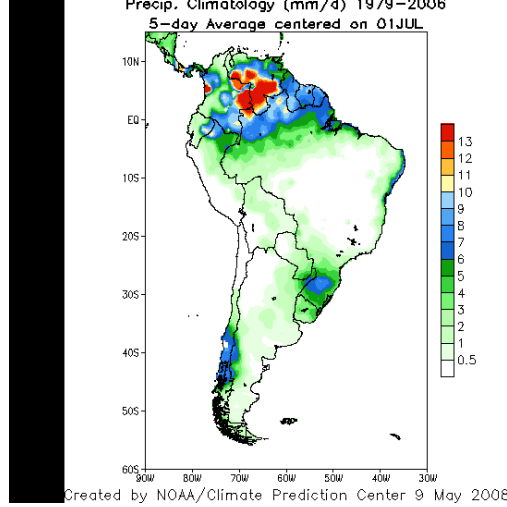 Precip. Climatology (mm/d) 1979-2006
5-day Average centered on 01JUL
10N
EQ
10S
20S
30S
40S
50S
60S
90W 80W 70W 60W 50W 40W 30W
13
12
11
10
9
8
7
6
5
4
3
2
1
0.5
Created by NOAA/Climate Prediction Center 9 May 2008